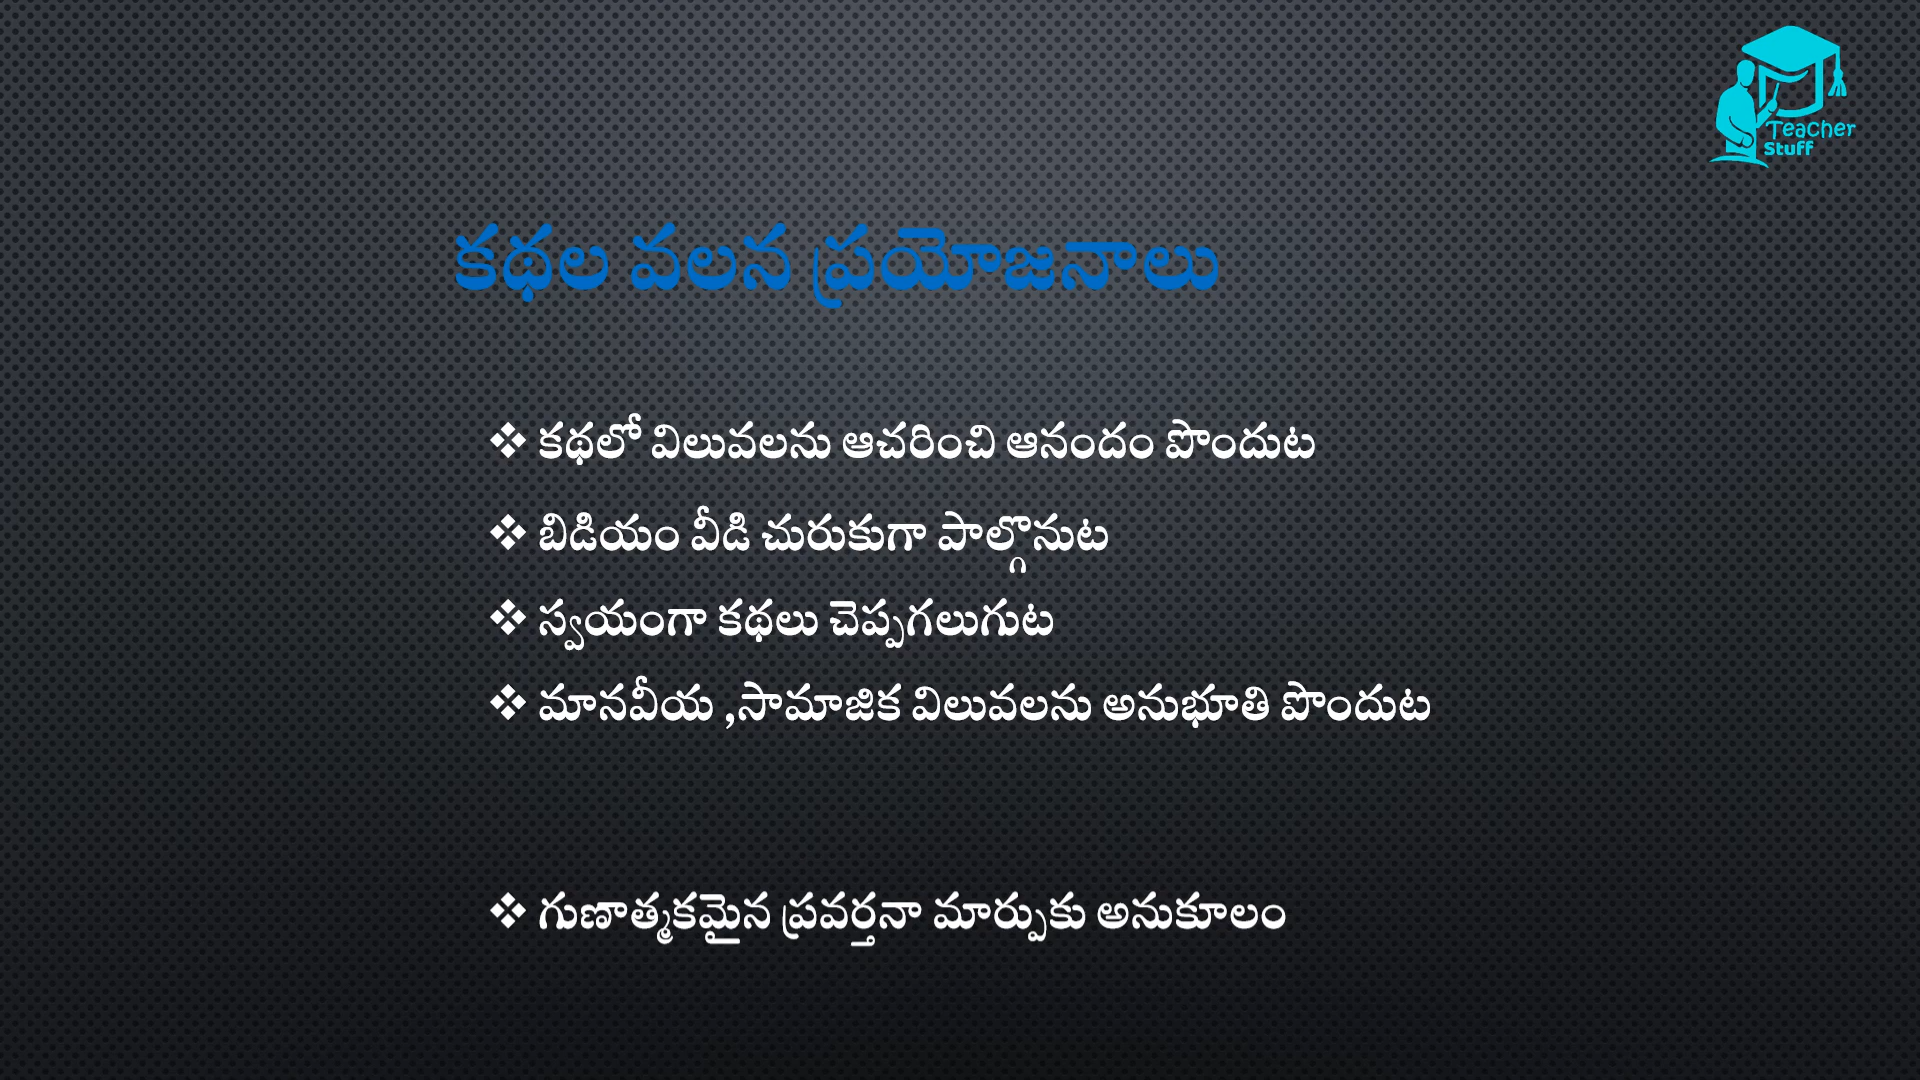 Teacher
Stuff
కథల వలన ప్రయోజనాలు
❖ కథలో విలువలను ఆచరించి ఆనందం పొందుట
❖ బిడియం వీడి చురుకుగా పాల్గొనుట
❖ స్వయంగా కథలు చెప్పగలుగుట
❖ మానవీయ ,సామాజిక విలువలను అనుభూతి పొందుట
❖ గుణాత్మకమైన ప్రవర్తనా మార్పుకు అనుకూలం